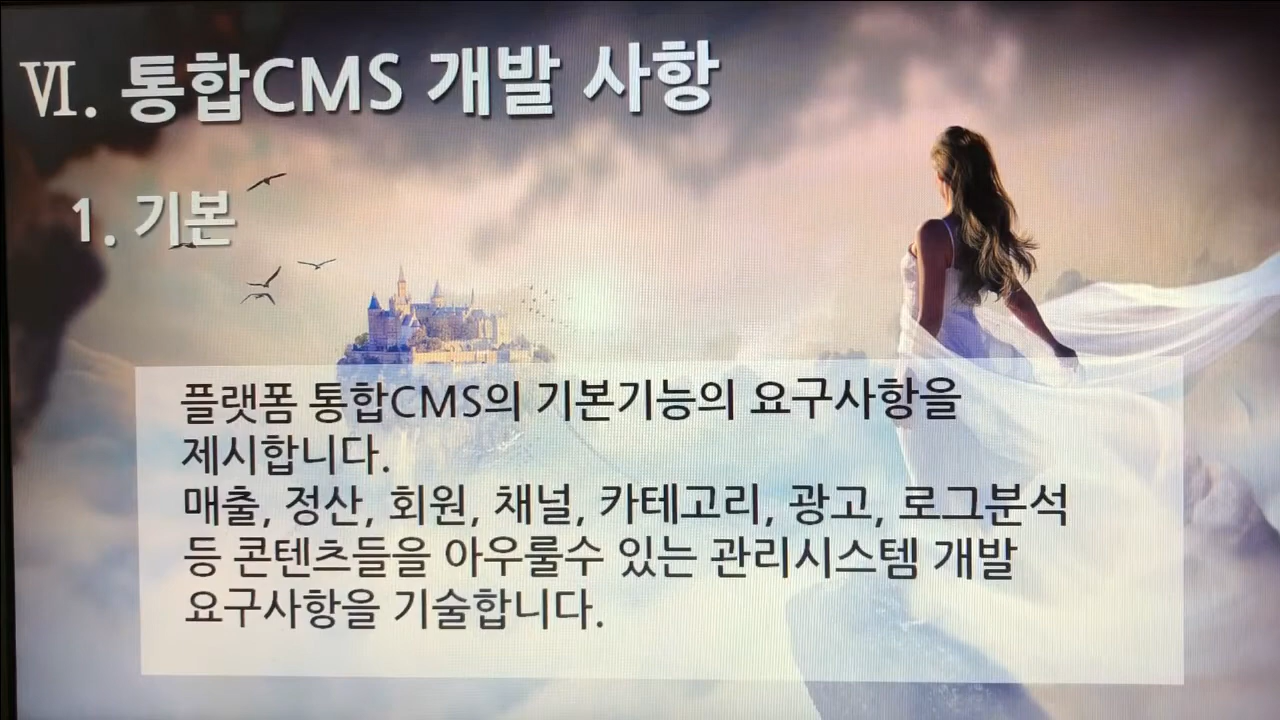 Ⅵ. 통합CMS 개발 사항
1. 기본
플랫폼 통합CMS의 기본기능의 요구사항을
제시합니다.
매출, 정산, 회원, 채널, 카테고리, 광고, 로그분석
등 콘텐츠들을 아우룰수 있는 관리시스템 개발
요구사항을 기술합니다.